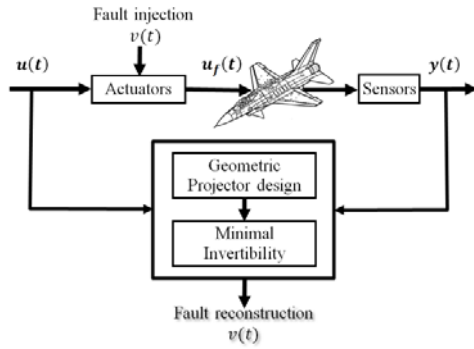 Fault injection
v(t)
u(t)
u_f(t)
y(t)
Actuators
Sensors
Geometric
Projector design
Minimal
Invertibility
Fault reconstruction
v(t)